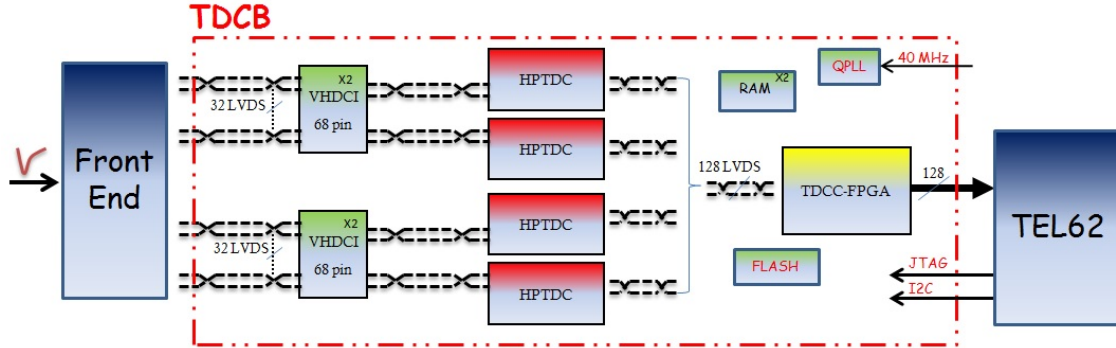 TDCB
Front
End
32 LVDS
X2
VHDCI
68 pin
HPTDC
HPTDC
32 LVDS
X2
VHDCI
68 pin
HPTDC
HPTDC
128 LVDS
RAM
X2
QPLL
40 MHz
TDCC-FPGA
128
FLASH
JTAG
I2C
TEL62